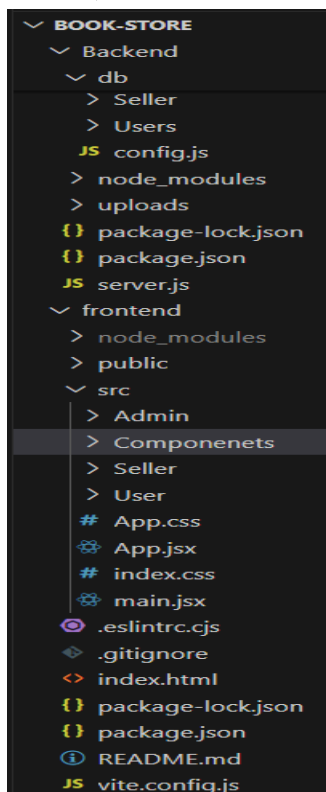 BOOK-STORE
Backend
db
Seller
Users
JS config.js
node_modules
uploads
{} package-lock.json
{} package.json
JS server.js
frontend
node_modules
public
src
Admin
Componenets
Seller
User
# App.css
App.jsx
# index.css
main.jsx
.eslintrc.cjs
.gitignore
<> index.html
{} package-lock.json
{} package.json
README.md
JS vite.config.js